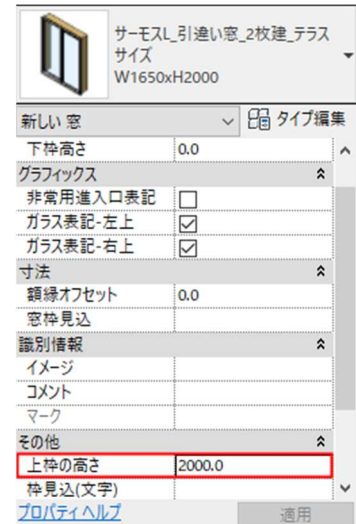 サーモスL_引違い窓_2枚建_テラス
サイズ
W1650xH2000
新しい 窓
タイプ編集
下枠高さ 0.0
グラフィックス
非常用進入口表記
ガラス表記-左上
ガラス表記-右上
寸法
額縁オフセット 0.0
窓枠見込
識別情報
イメージ
コメント
マーク
その他
上枠の高さ 2000.0
枠見込(文字)
プロパティヘルプ
適用